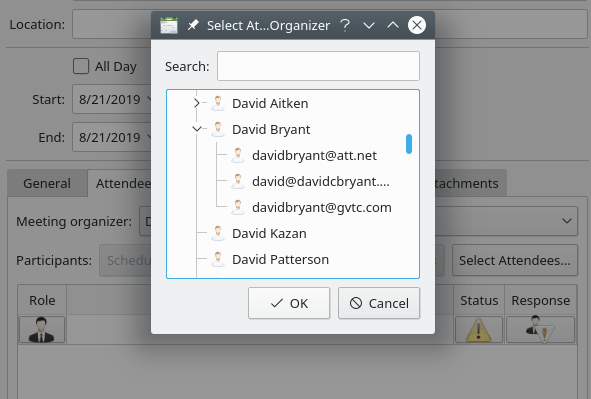 Select At...Organizer
Location:
Search:
All Day
Start: 8/21/2019
End: 8/21/2019
David Aitken
David Bryant
davidbryant@att.net
david@davidcbryant....
davidbryant@gvtc.com
David Kazan
David Patterson
OK
Cancel
General
Attendee
tachments
Meeting organizer: D
Participants: Schedu
Select Attendees...
Role
Status
Response